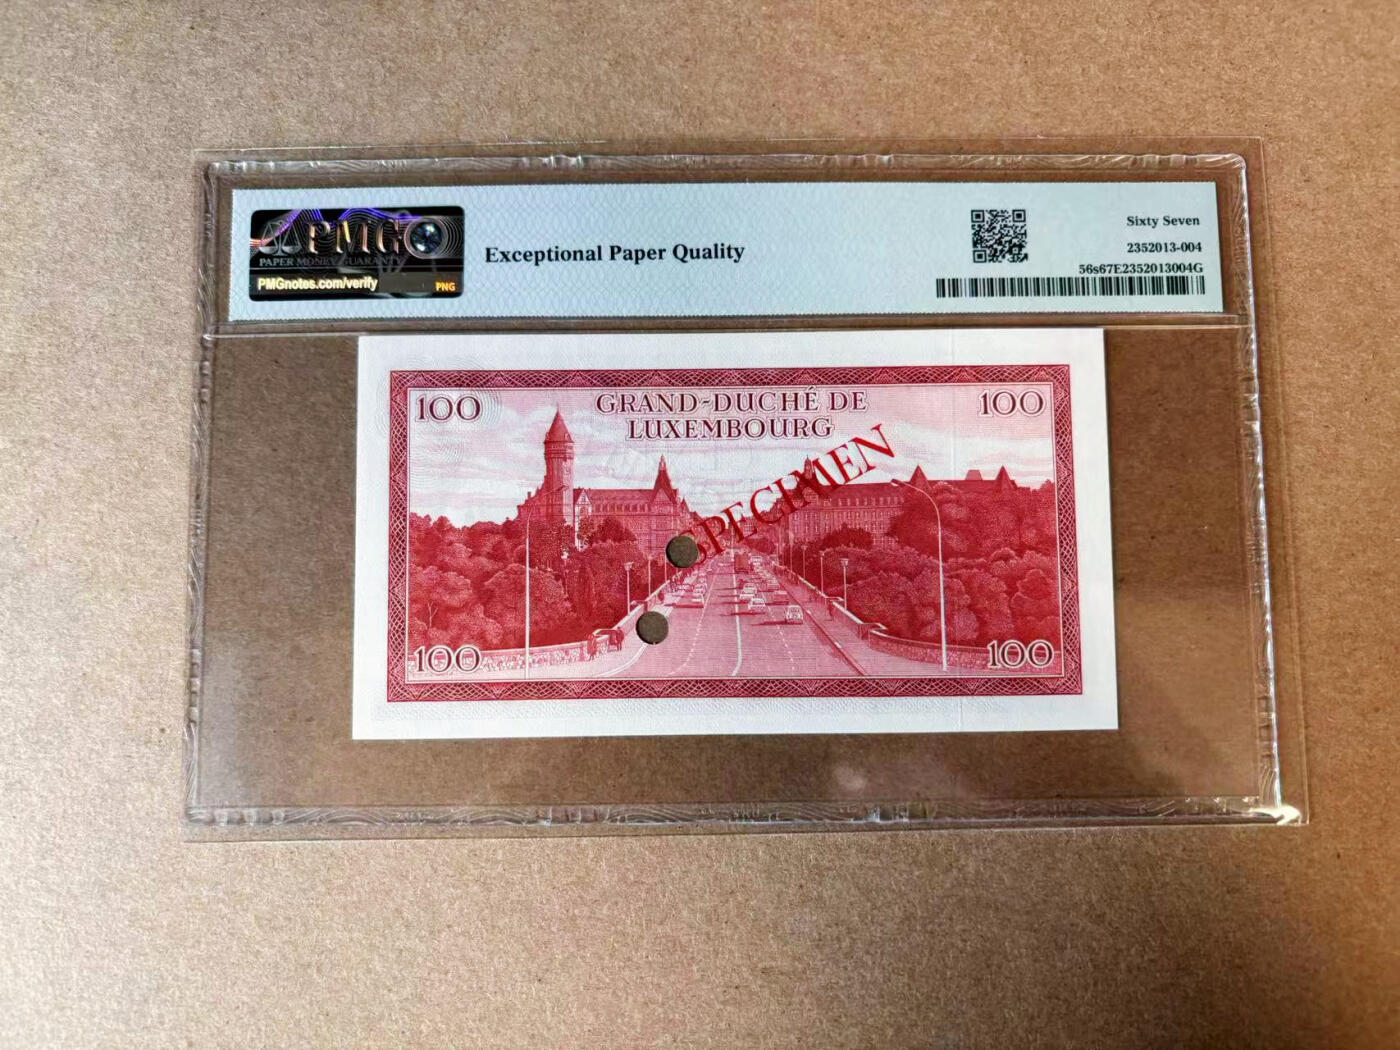 PMG
PAPER MONEY GUARANTY
PMGnotes.com/verify
PNG
Exceptional Paper Quality
Sixty Seven
2352013-004
56s67E2352013004G
100
GRAND-DUCHÉ DE
LUXEMBOURG
100
SPECIMEN
100
100